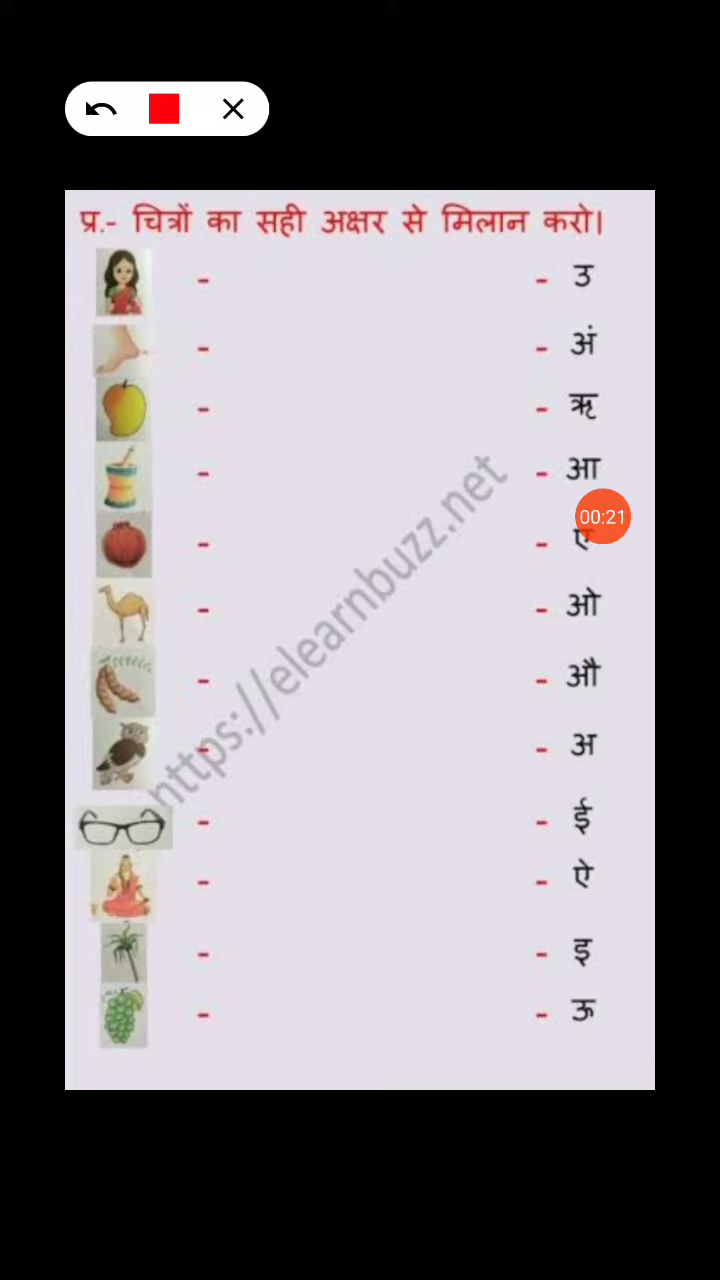 प्र.- चित्रों का सही अक्षर से मिलान करो।
- - उ
- - अं
- - ऋ
- - आ
00:21
- - ए
- - ओ
- - औ
- - अ
- - ई
- - ऐ
- - इ
- - ऊ
https://elearnbuzz.net